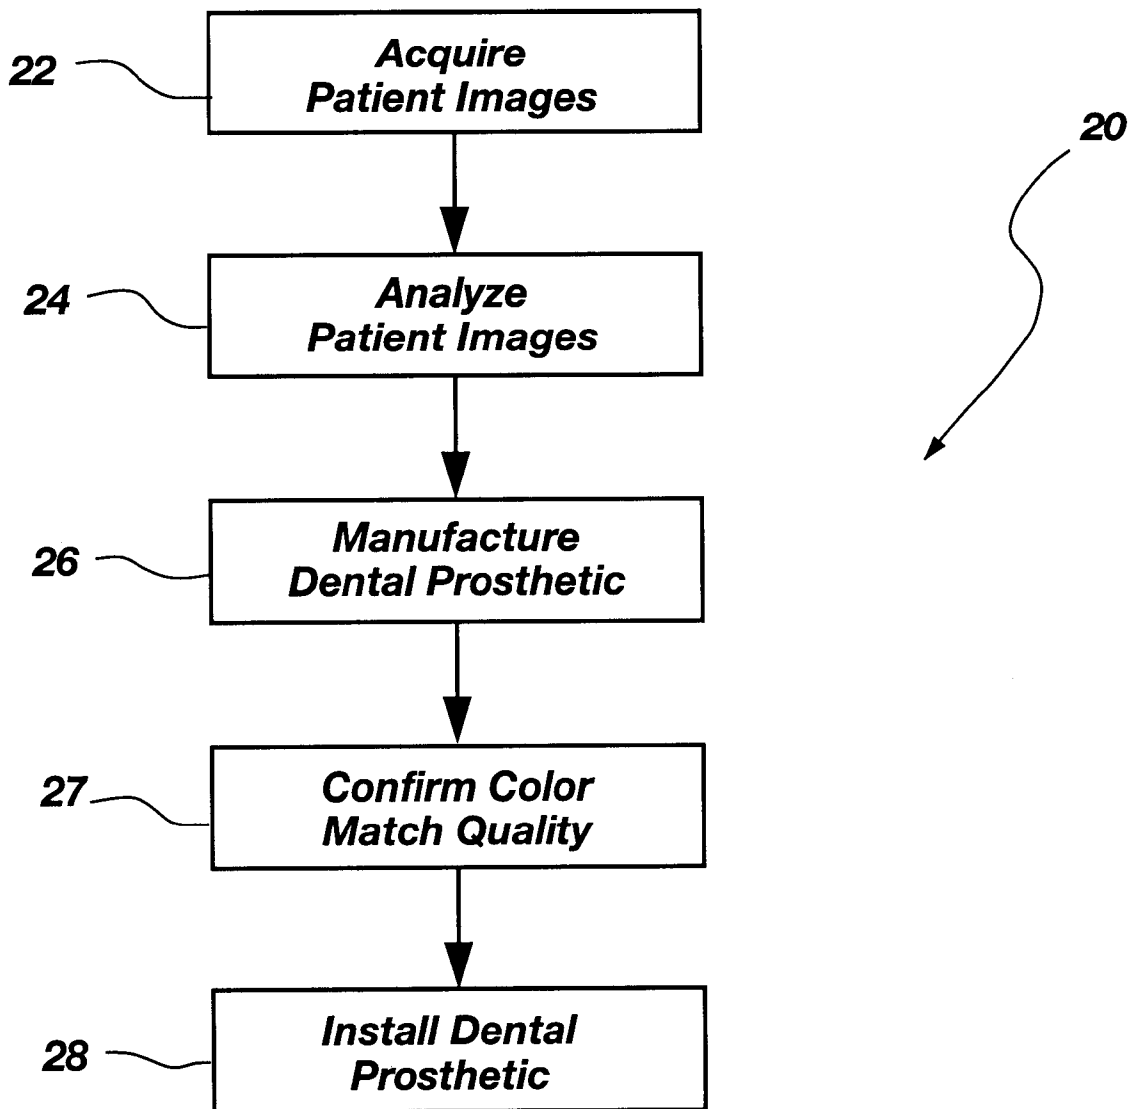 22
Acquire
Patient Images
20
24
Analyze
Patient Images
26
Manufacture
Dental Prosthetic
27
Confirm Color
Match Quality
28
Install Dental
Prosthetic